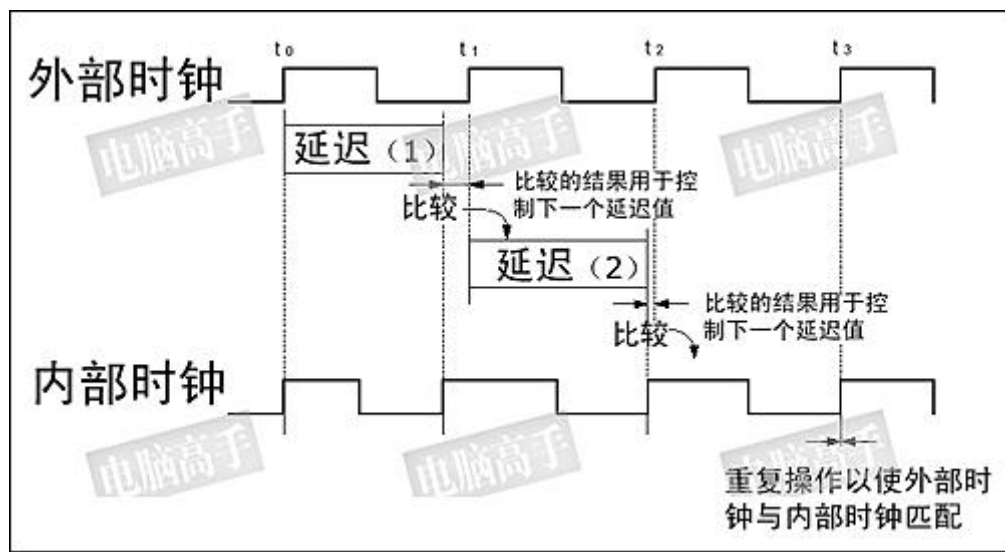 t0 t1 t2 t3
外部时钟
电脑高手 电脑高手
延迟（1）
比较的结果用于控
制下一个延迟值
比较
延迟（2）
比较的结果用于控
制下一个延迟值
比较
内部时钟
电脑高手 电脑高手 电脑高手
重复操作以使外部时
钟与内部时钟匹配